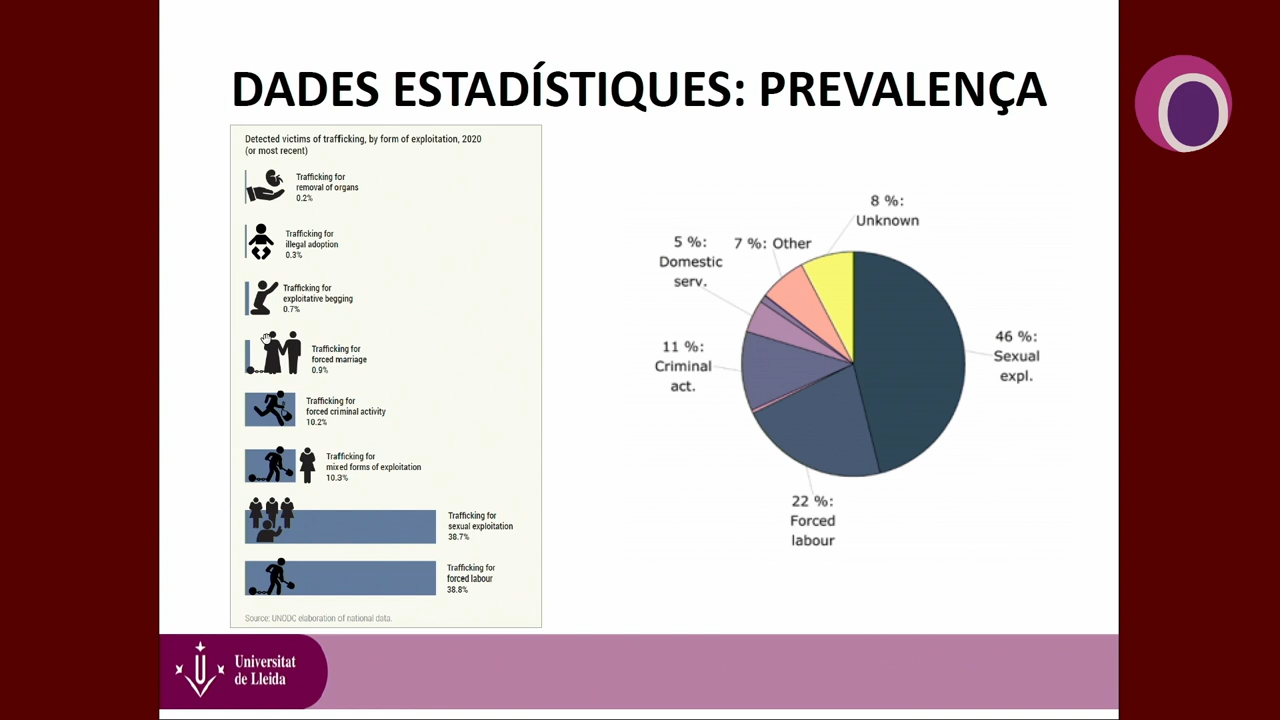 DADES ESTADÍSTIQUES: PREVALENÇA
Detected victims of trafficking, by form of exploitation, 2020
(or most recent)
Trafficking for
removal of organs
0.2%
Trafficking for
illegal adoption
0.3%
Trafficking for
exploitative begging
0.7%
Trafficking for
forced marriage
0.9%
Trafficking for
forced criminal activity
10.2%
Trafficking for
mixed forms of exploitation
10.3%
Trafficking for
sexual exploitation
38.7%
Trafficking for
forced labour
38.8%
Source: UNODC elaboration of national data.
8 %:
Unknown
7 %: Other
5 %:
Domestic
serv.
11 %:
Criminal
act.
46 %:
Sexual
expl.
22 %:
Forced
labour
Universitat
de Lleida